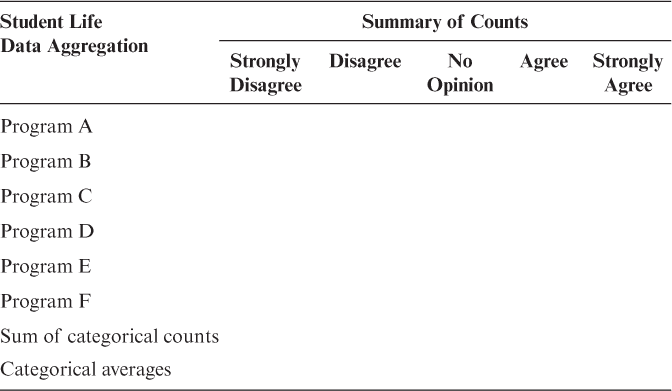 Student Life
Data Aggregation
Summary of Counts
Strongly
Disagree
Disagree
No
Opinion
Agree
Strongly
Agree
Program A
Program B
Program C
Program D
Program E
Program F
Sum of categorical counts
Categorical averages